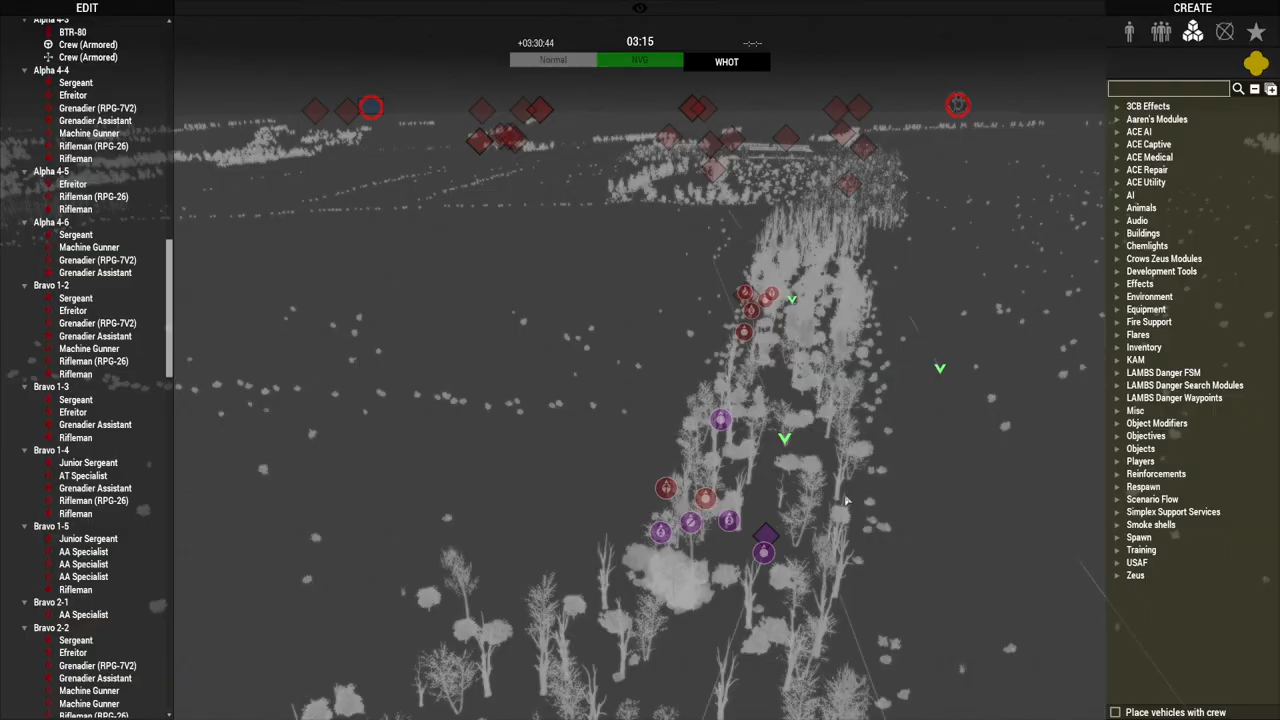 EDIT
Alpha 4-3
BTR-80
Crew (Armored)
Crew (Armored)
Alpha 4-4
Sergeant
Efreitor
Grenadier (RPG-7V2)
Grenadier Assistant
Machine Gunner
Rifleman (RPG-26)
Rifleman
Alpha 4-5
Efreitor
Rifleman (RPG-26)
Rifleman
Alpha 4-6
Sergeant
Machine Gunner
Grenadier (RPG-7V2)
Grenadier Assistant
Bravo 1-2
Sergeant
Efreitor
Grenadier (RPG-7V2)
Grenadier Assistant
Machine Gunner
Rifleman (RPG-26)
Rifleman
Bravo 1-3
Sergeant
Efreitor
Grenadier Assistant
Rifleman
Bravo 1-4
Junior Sergeant
AT Specialist
Grenadier Assistant
Rifleman (RPG-26)
Rifleman
Bravo 1-5
Junior Sergeant
AA Specialist
AA Specialist
AA Specialist
Rifleman
Bravo 2-1
AA Specialist
Bravo 2-2
Sergeant
Efreitor
Grenadier (RPG-7V2)
Grenadier Assistant
Machine Gunner
Machine Gunner
Rifleman (RPG-26)
+03:30:44
03:15
--:--
Normal
NVG
WHOT
CREATE
3CB Effects
Aaren's Modules
ACE AI
ACE Captive
ACE Medical
ACE Repair
ACE Utility
AI
Animals
Audio
Buildings
Chemlights
Crows Zeus Modules
Development Tools
Effects
Environment
Equipment
Fire Support
Flares
Inventory
KAM
LAMBS Danger FSM
LAMBS Danger Search Modules
LAMBS Danger Waypoints
Misc
Object Modifiers
Objectives
Objects
Players
Reinforcements
Respawn
Scenario Flow
Simplex Support Services
Smoke shells
Spawn
Training
USAF
Zeus
Place vehicles with crew